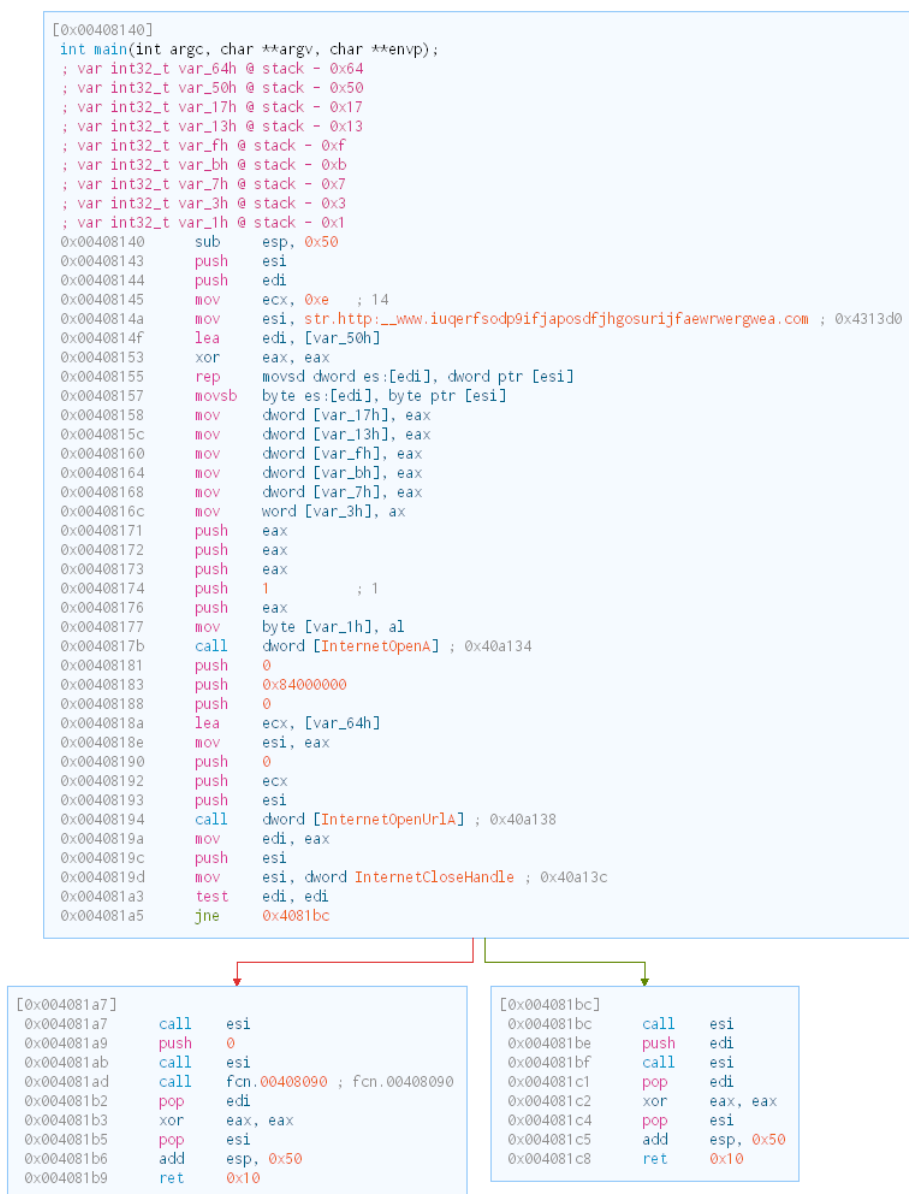 [0x00408140]
int main(int argc, char **argv, char **envp);
; var int32_t var_64h @ stack - 0x64
; var int32_t var_50h @ stack - 0x50
; var int32_t var_17h @ stack - 0x17
; var int32_t var_13h @ stack - 0x13
; var int32_t var_fh @ stack - 0xf
; var int32_t var_bh @ stack - 0xb
; var int32_t var_7h @ stack - 0x7
; var int32_t var_3h @ stack - 0x3
; var int32_t var_1h @ stack - 0x1
0x00408140 sub esp, 0x50
0x00408143 push esi
0x00408144 push edi
0x00408145 mov ecx, 0xe ; 14
0x0040814a mov esi, str.http:__www.iuqerfsodp9ifjaposdfjhgosurijfaewrwergwea.com ; 0x4313d0
0x0040814f lea edi, [var_50h]
0x00408153 xor eax, eax
0x00408155 rep movsd dword es:[edi], dword ptr [esi]
0x00408157 movsb byte es:[edi], byte ptr [esi]
0x00408158 mov dword [var_17h], eax
0x0040815c mov dword [var_13h], eax
0x00408160 mov dword [var_fh], eax
0x00408164 mov dword [var_bh], eax
0x00408168 mov dword [var_7h], eax
0x0040816c mov word [var_3h], ax
0x00408171 push eax
0x00408172 push eax
0x00408173 push eax
0x00408174 push 1 ; 1
0x00408176 push eax
0x00408177 mov byte [var_1h], al
0x0040817b call dword [InternetOpenA] ; 0x40a134
0x00408181 push 0
0x00408183 push 0x84000000
0x00408188 push 0
0x0040818a lea ecx, [var_64h]
0x0040818e mov esi, eax
0x00408190 push 0
0x00408192 push ecx
0x00408193 push esi
0x00408194 call dword [InternetOpenUrlA] ; 0x40a138
0x0040819a mov edi, eax
0x0040819c push esi
0x0040819d mov esi, dword InternetCloseHandle ; 0x40a13c
0x004081a3 test edi, edi
0x004081a5 jne 0x4081bc
[0x004081a7]
0x004081a7 call esi
0x004081a9 push 0
0x004081ab call esi
0x004081ad call fcn.00408090 ; fcn.00408090
0x004081b2 pop edi
0x004081b3 xor eax, eax
0x004081b5 pop esi
0x004081b6 add esp, 0x50
0x004081b9 ret 0x10
[0x004081bc]
0x004081bc call esi
0x004081be push edi
0x004081bf call esi
0x004081c1 pop edi
0x004081c2 xor eax, eax
0x004081c4 pop esi
0x004081c5 add esp, 0x50
0x004081c8 ret 0x10